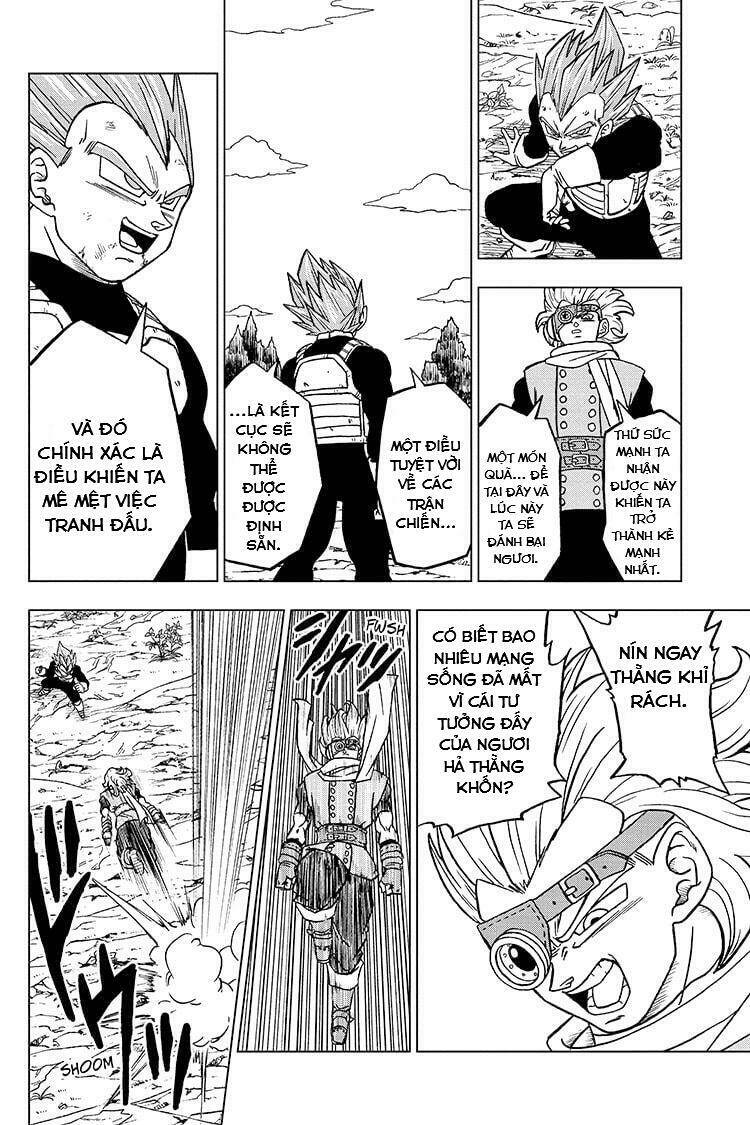 THỨ SỨC
MẠNH TA
NHẬN
ĐƯỢC NÀY
KHIẾN TA
TRỞ
THÀNH KẺ
MẠNH
NHẤT.
MỘT MÓN
QUÀ... ĐỂ
TẠI ĐÂY VÀ
LÚC NÀY
TA SẼ
ĐÁNH BẠI
NGƯƠI.
MỘT ĐIỀU
TUYỆT VỜI
VỀ CÁC
TRẬN
CHIẾN...
...LÀ KẾT
CỤC SẼ
KHÔNG
THỂ
ĐƯỢC
ĐƯỢC
ĐỊNH
SẴN.
VÀ ĐÓ
CHÍNH XÁC LÀ
ĐIỀU KHIẾN TA
MÊ MỆT VIỆC
TRANH ĐẤU.
NÍN NGAY
THẰNG KHỈ
RÁCH.
CÓ BIẾT BAO
NHIÊU MẠNG
SỐNG ĐÃ MẤT
VÌ CÁI TƯ
TƯỞNG ĐẤY
CỦA NGƯƠI
HẢ THẰNG
KHỐN?
FWSH
SHOOM